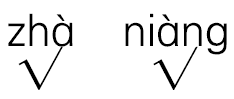 zhà niàng
√ √